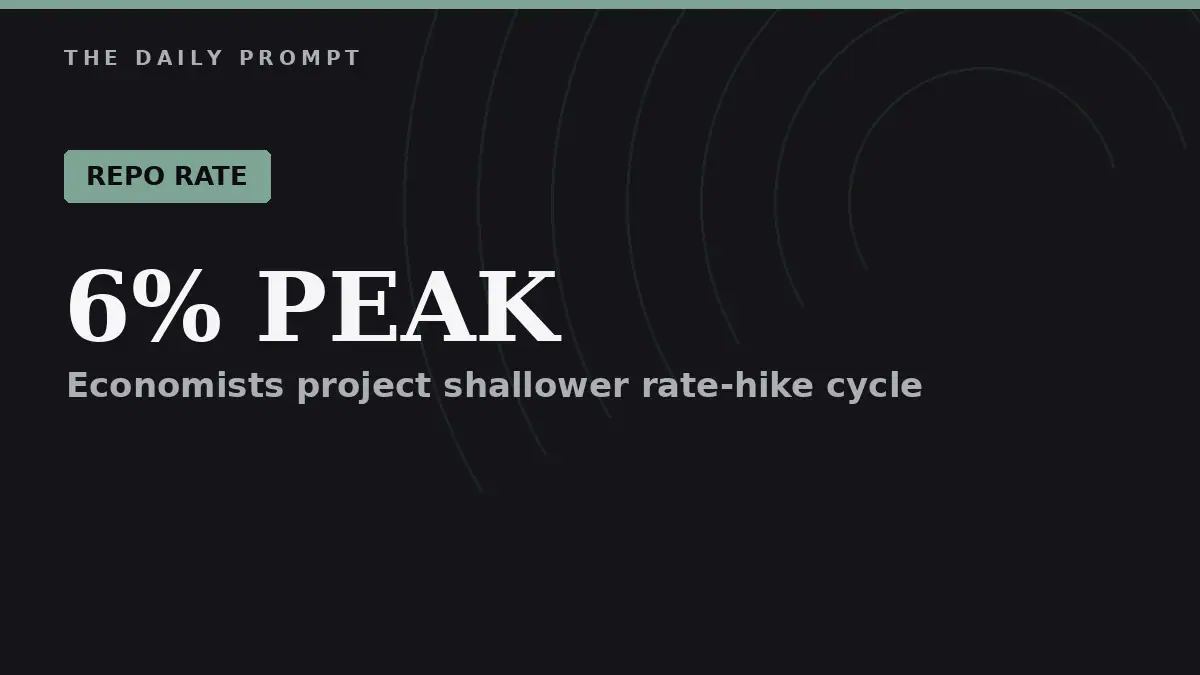 THE DAILY PROMPT
REPO RATE
6% PEAK
Economists project shallower rate-hike cycle